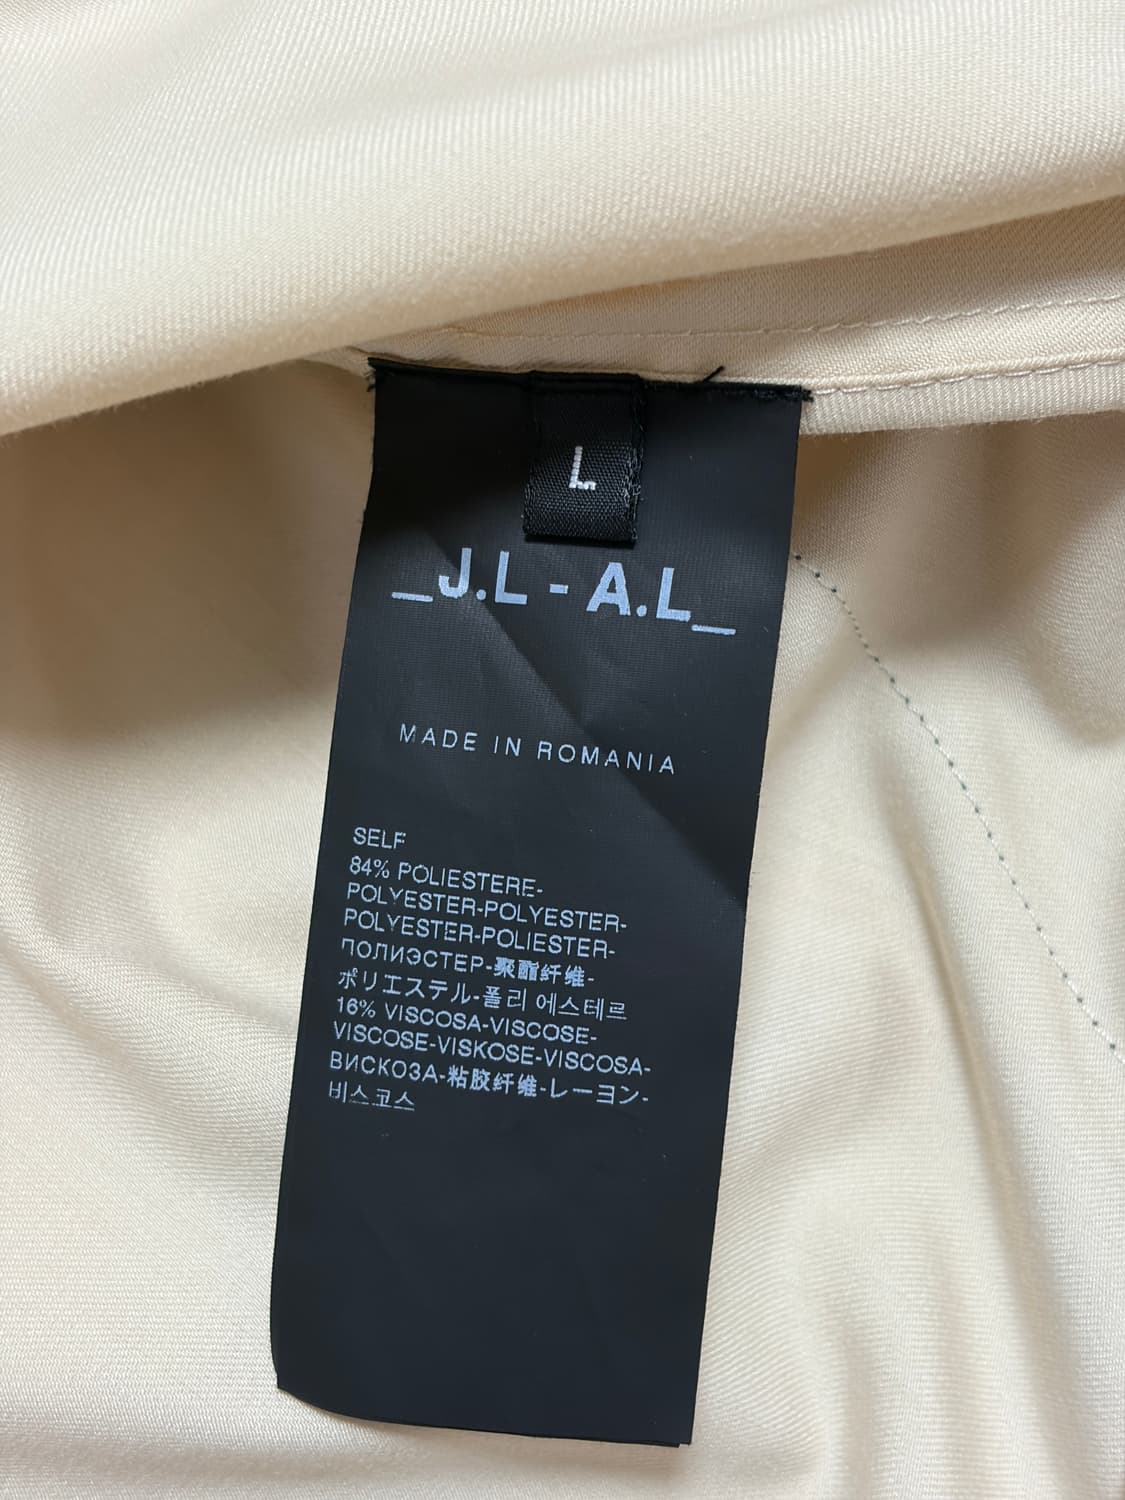 L
_J.L - A.L_
MADE IN ROMANIA
SELF
84% POLIESTERE-
POLYESTER-POLYESTER-
POLYESTER-POLIESTER-
ПОЛИЭСТЕР-聚酯纤维-
ポリエステル-폴리 에스테르
16% VISCOSA-VISCOSE-
VISCOSE-VISKOSE-VISCOSA-
ВИСКОЗА-粘胶纤维-レーヨン-
비스코스